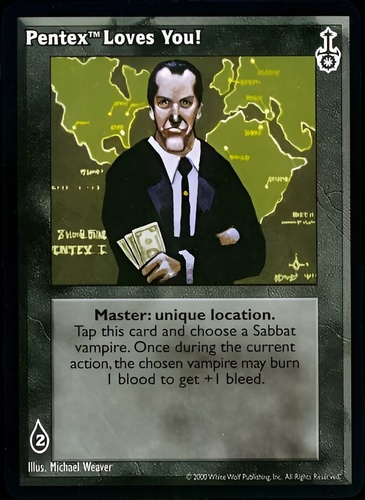 Pentex™ Loves You!
Master: unique location.
Tap this card and choose a Sabbat
vampire. Once during the current
action, the chosen vampire may burn
1 blood to get +1 bleed.
2
Illus. Michael Weaver
© 2000 White Wolf Publishing, Inc. All Rights Reserved.